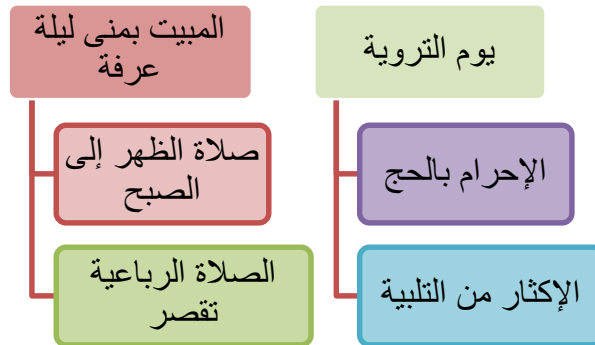 يوم التروية
الإحرام بالحج
الإكثار من التلبية
المبيت بمنى ليلة
عرفة
صلاة الظهر إلى
الصبح
الصلاة الرباعية
تقصر